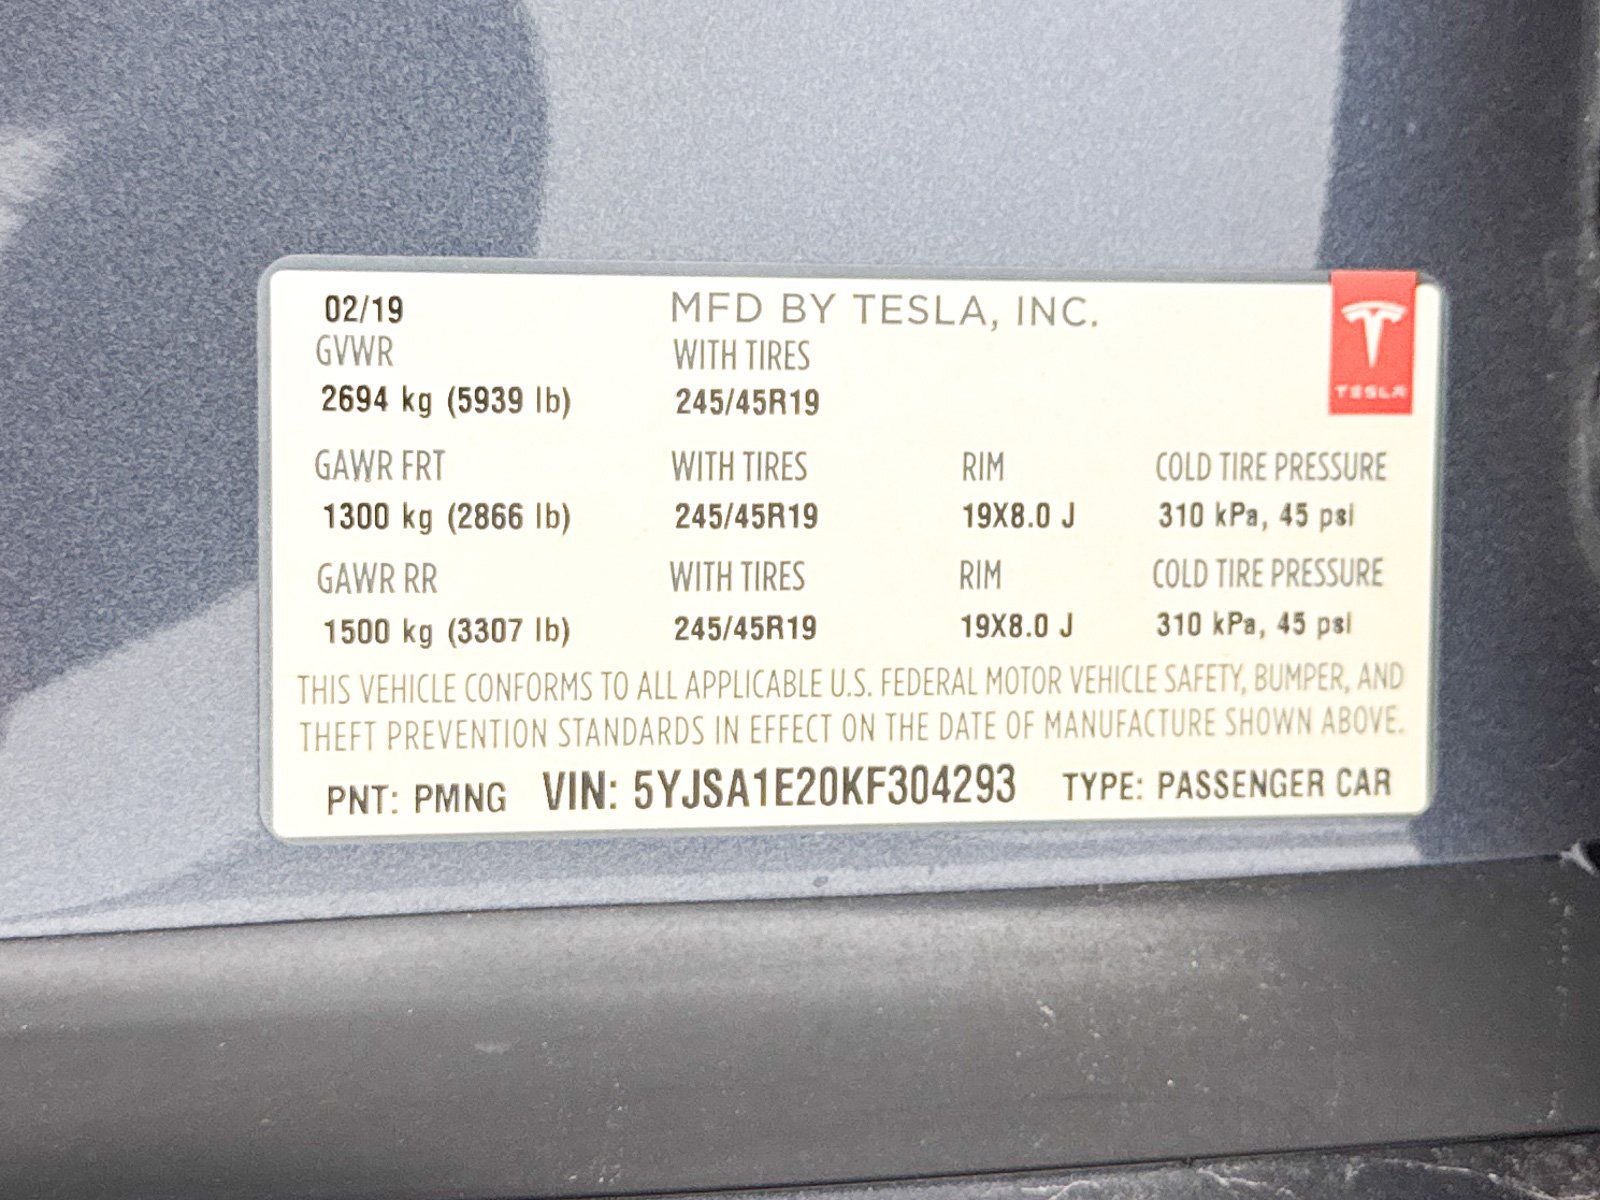 02/19 MFD BY TESLA, INC.
GVWR WITH TIRES
2694 kg (5939 lb) 245/45R19
TESLA
GAWR FRT WITH TIRES RIM COLD TIRE PRESSURE
1300 kg (2866 lb) 245/45R19 19X8.0 J 310 kPa, 45 psi
GAWR RR WITH TIRES RIM COLD TIRE PRESSURE
1500 kg (3307 lb) 245/45R19 19X8.0 J 310 kPa, 45 psi
THIS VEHICLE CONFORMS TO ALL APPLICABLE U.S. FEDERAL MOTOR VEHICLE SAFETY, BUMPER, AND
THEFT PREVENTION STANDARDS IN EFFECT ON THE DATE OF MANUFACTURE SHOWN ABOVE.
PNT: PMNG VIN: 5YJSA1E20KF304293 TYPE: PASSENGER CAR